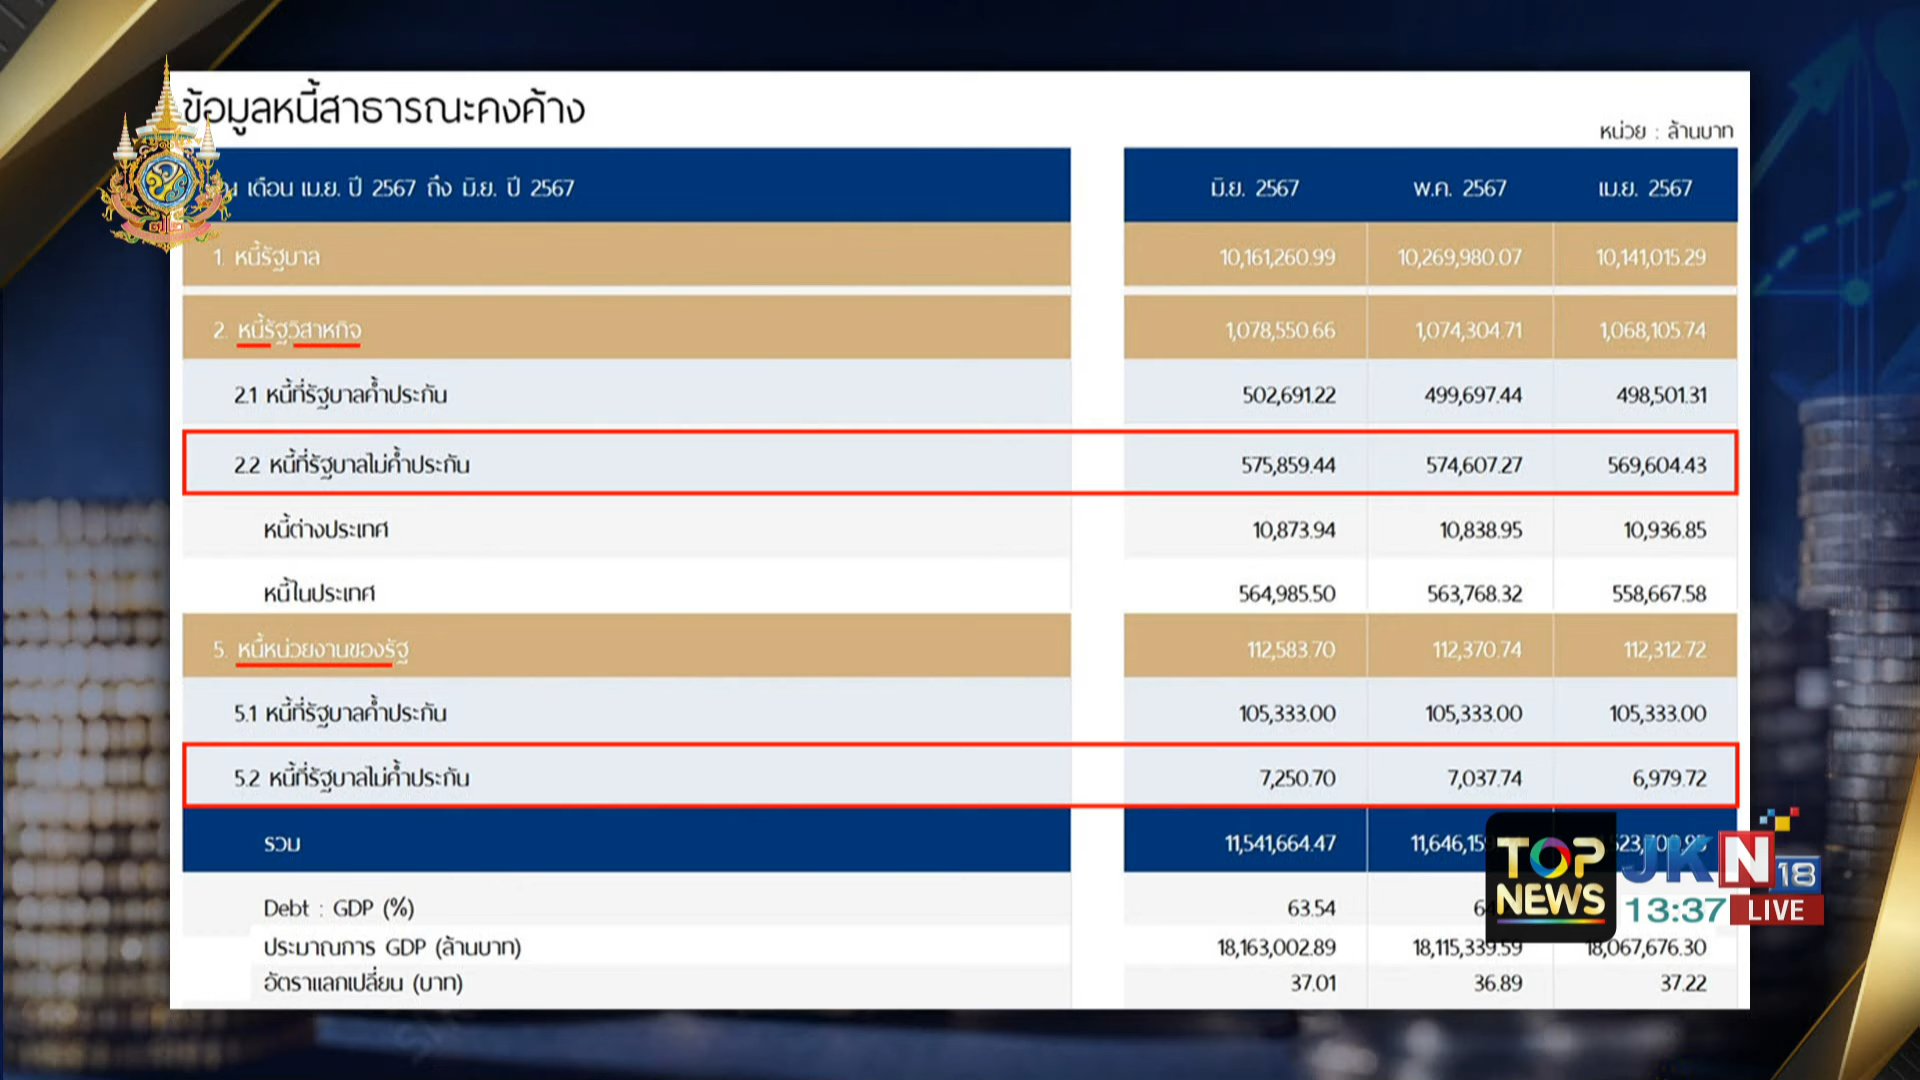 ข้อมูลหนี้สาธารณะคงค้าง
หน่วย : ล้านบาท
เดือน เม.ย. ปี 2567 ถึง มิ.ย. ปี 2567 มิ.ย. 2567 พ.ค. 2567 เม.ย. 2567
1. หนี้รัฐบาล 10,161,260.99 10,269,980.07 10,141,015.29
2. หนี้รัฐวิสาหกิจ 1,078,550.66 1,074,304.71 1,068,105.74
2.1 หนี้ที่รัฐบาลค้ำประกัน 502,691.22 499,697.44 498,501.31
2.2 หนี้ที่รัฐบาลไม่ค้ำประกัน 575,859.44 574,607.27 569,604.43
หนี้ต่างประเทศ 10,873.94 10,838.95 10,936.85
หนี้ในประเทศ 564,985.50 563,768.32 558,667.58
5. หนี้หน่วยงานของรัฐ 112,583.70 112,370.74 112,312.72
5.1 หนี้ที่รัฐบาลค้ำประกัน 105,333.00 105,333.00 105,333.00
5.2 หนี้ที่รัฐบาลไม่ค้ำประกัน 7,250.70 7,037.74 6,979.72
รวม 11,541,664.47
Debt : GDP (%) 63.54
ประมาณการ GDP (ล้านบาท) 18,163,002.89 18,115,339.59 18,067,676.30
อัตราแลกเปลี่ยน (บาท) 37.01 36.89 37.22
TOP NEWS
JKN 18
13:37 LIVE
๗๒